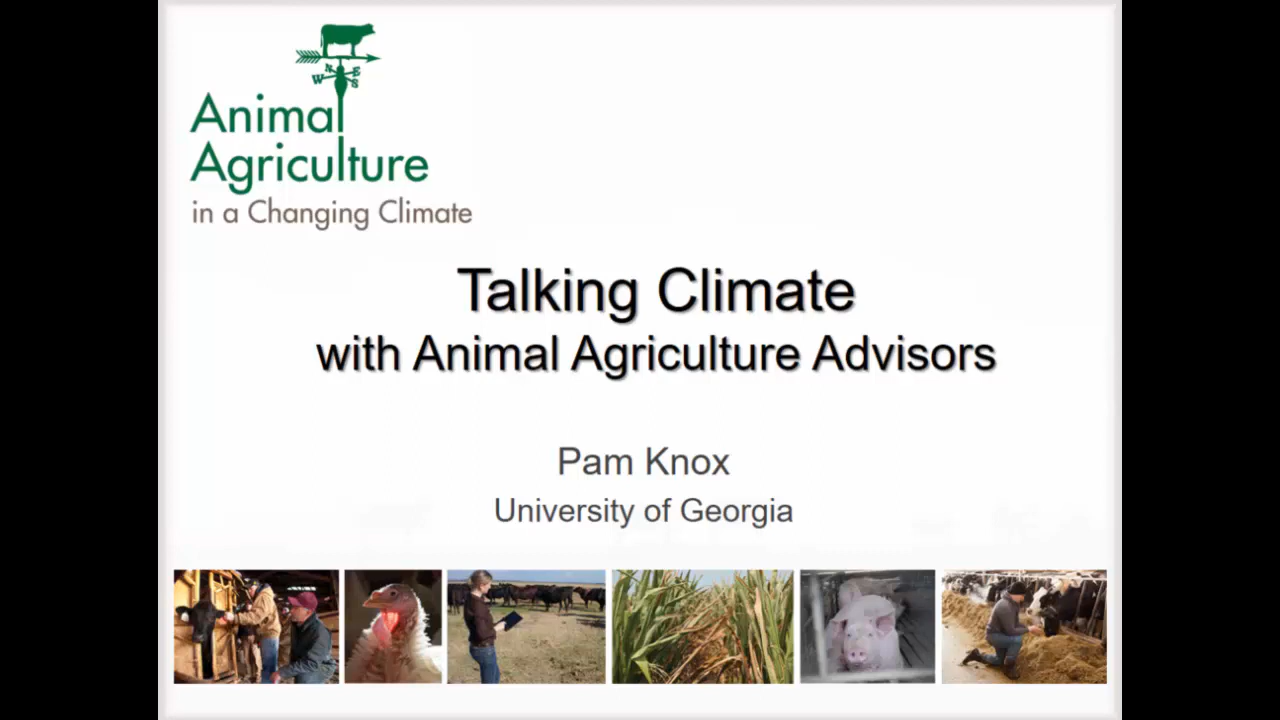 N
W E
S
Animal
Agriculture
in a Changing Climate
Talking Climate
with Animal Agriculture Advisors
Pam Knox
University of Georgia